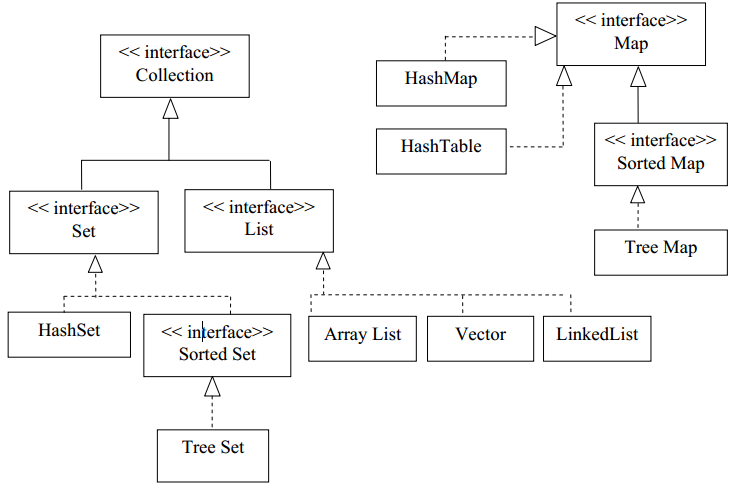 << interface>>
Collection
<< interface>>
Set
<< interface>>
List
HashSet
<< interface>>
Sorted Set
Tree Set
Array List
Vector
LinkedList
<< interface>>
Map
HashMap
HashTable
<< interface>>
Sorted Map
Tree Map